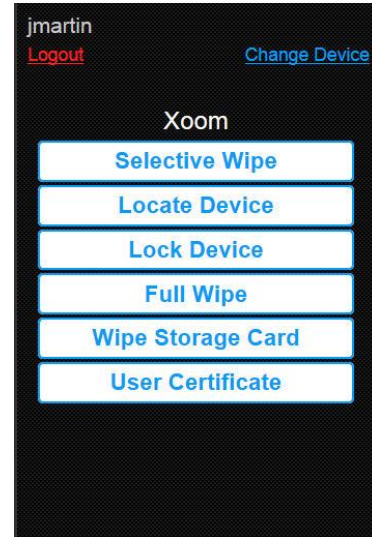 jmartin
Logout Change Device
Xoom
Selective Wipe
Locate Device
Lock Device
Full Wipe
Wipe Storage Card
User Certificate